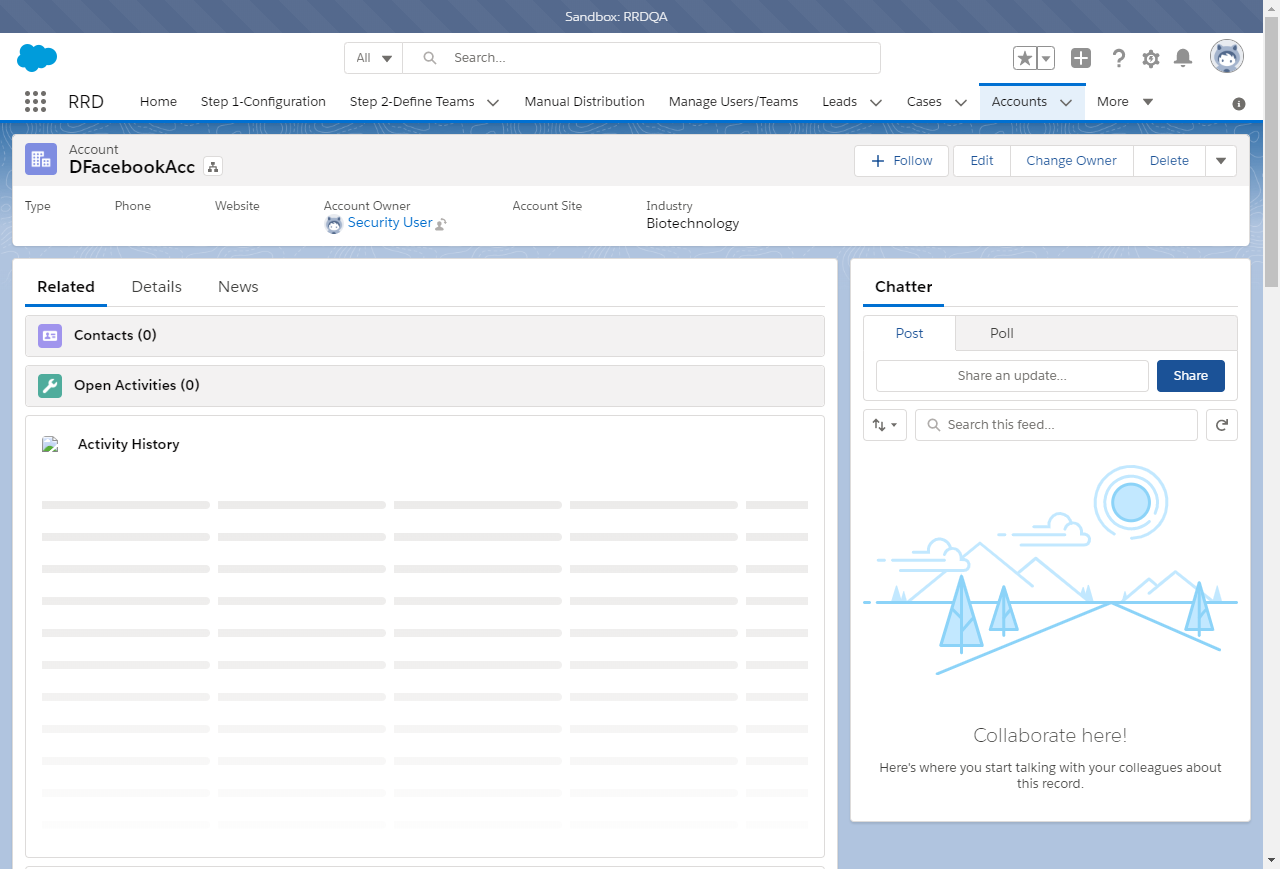 Sandbox: RRDQA
All
Search...
RRD
Home
Step 1-Configuration
Step 2-Define Teams
Manual Distribution
Manage Users/Teams
Leads
Cases
Accounts
More
Account
DFacebookAcc
Follow
Edit
Change Owner
Delete
Type
Phone
Website
Account Owner
Security User
Account Site
Industry
Biotechnology
Related
Details
News
Contacts (0)
Open Activities (0)
Activity History
Chatter
Post
Poll
Share an update...
Share
Search this feed...
Collaborate here!
Here's where you start talking with your colleagues about
this record.